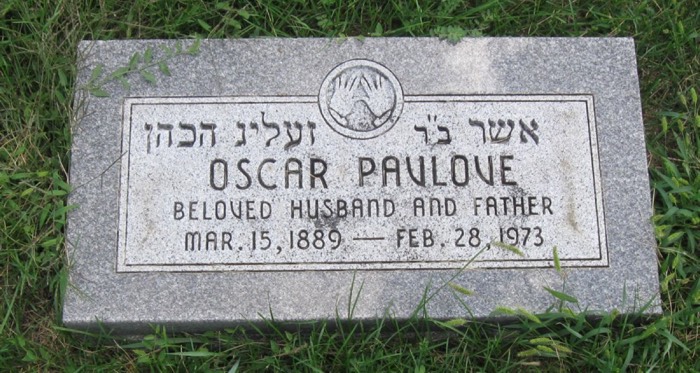 אשר ב"ר זעליג הכהן
OSCAR PAVLOVE
BELOVED HUSBAND AND FATHER
MAR. 15, 1889 — FEB. 28, 1973